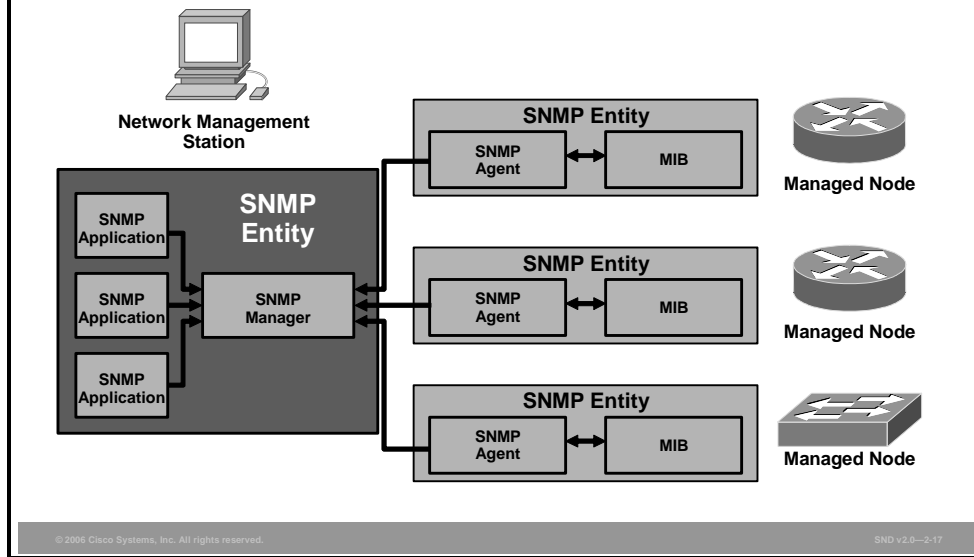 Network Management
Station
SNMP
Entity
SNMP
Application
SNMP
Application
SNMP
Application
SNMP
Manager
SNMP Entity
SNMP
Agent
MIB
Managed Node
SNMP Entity
SNMP
Agent
MIB
Managed Node
SNMP Entity
SNMP
Agent
MIB
Managed Node
© 2006 Cisco Systems, Inc. All rights reserved.
SND v2.0—2-17